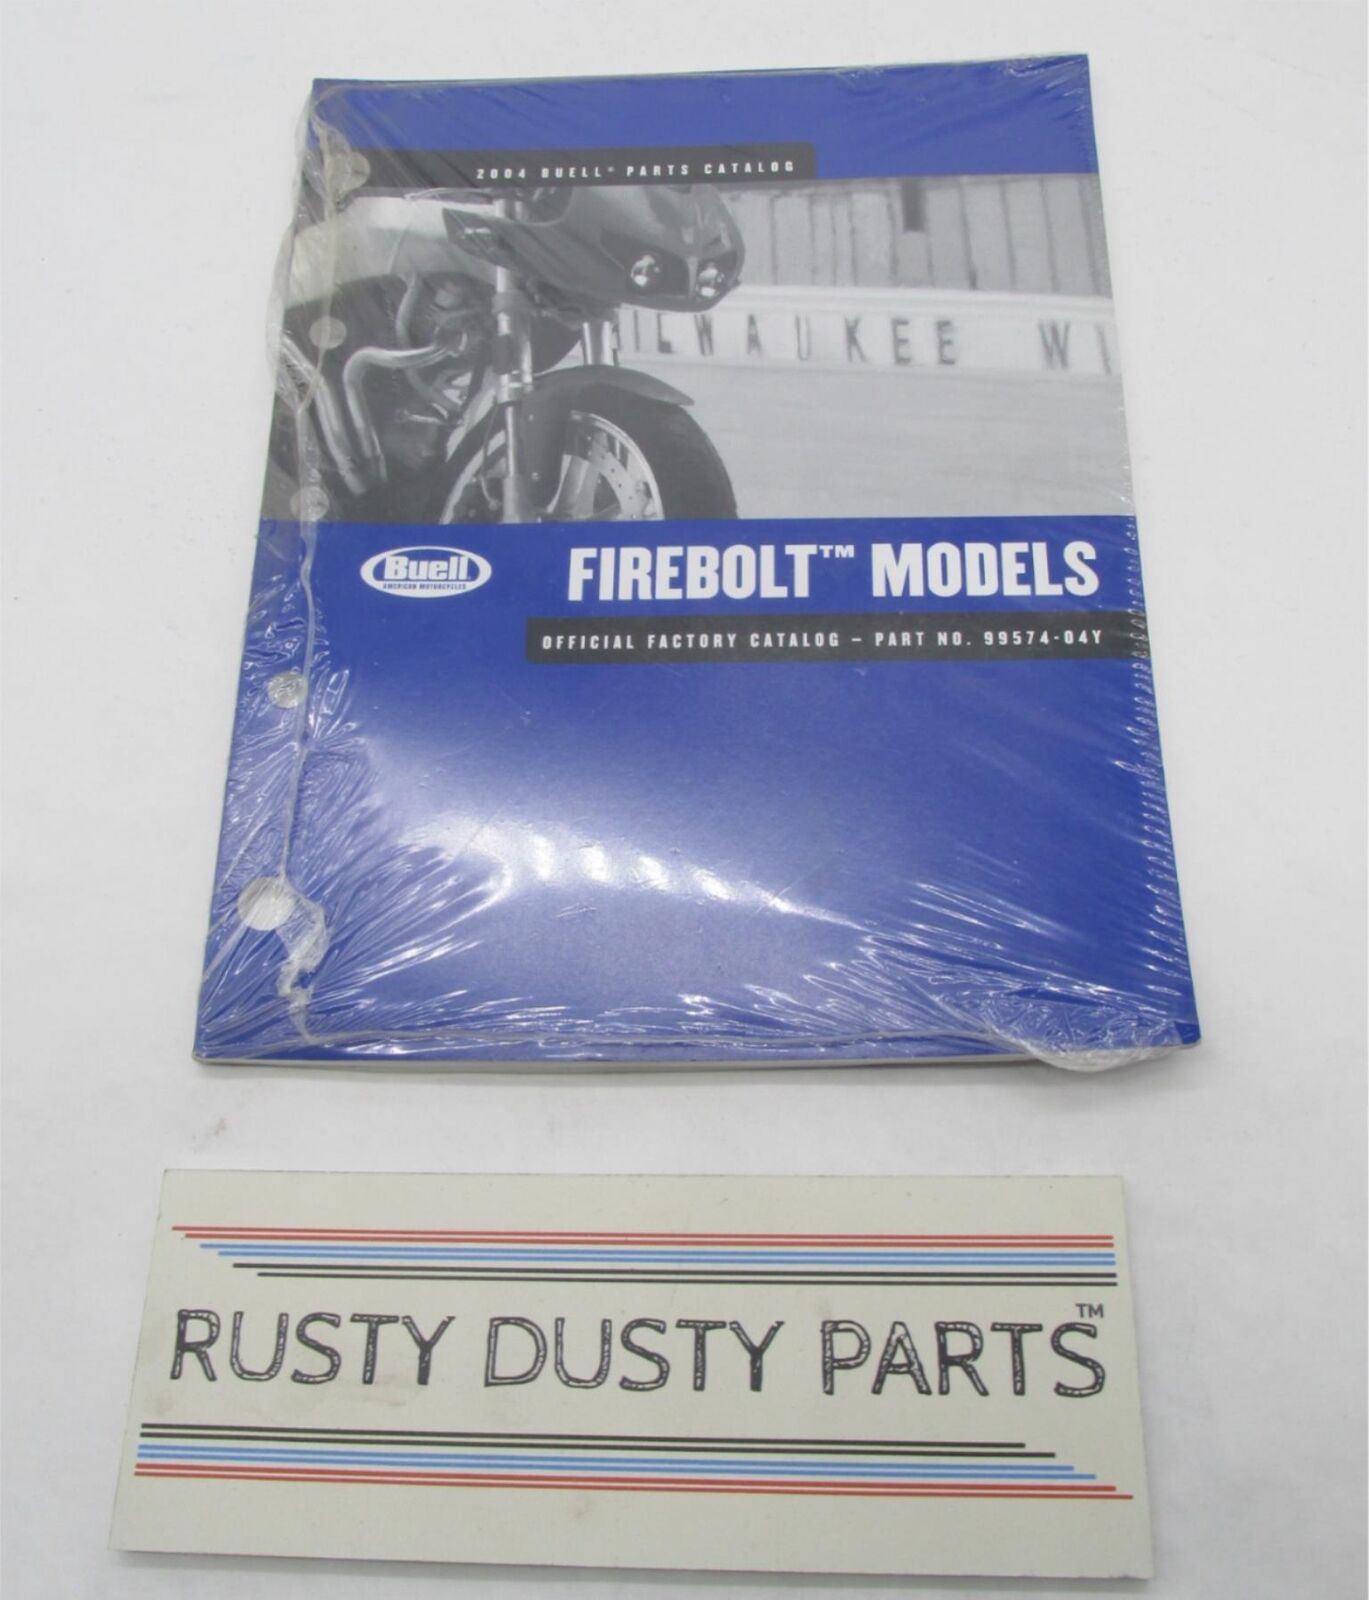 2004 BUELL® PARTS CATALOG
MILWAUKEE WI
Buell
AMERICAN MOTORCYCLES
FIREBOLT™ MODELS
OFFICIAL FACTORY CATALOG – PART NO. 99574-04Y
RUSTY DUSTY PARTS™